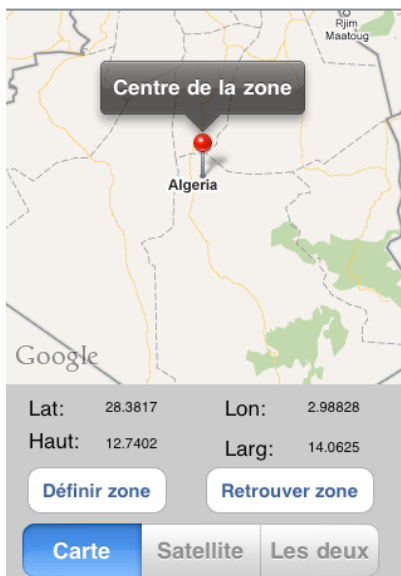 Rjim
Maatoug
Centre de la zone
Algeria
Google
Lat: 28.3817 Lon: 2.98828
Haut: 12.7402 Larg: 14.0625
Définir zone Retrouver zone
Carte Satellite Les deux